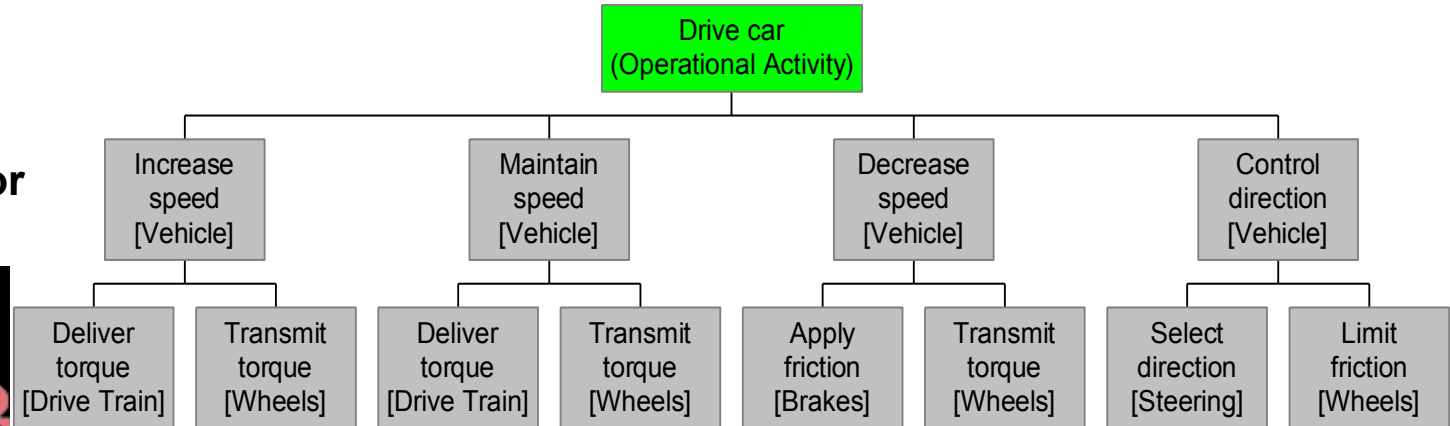 Drive car
(Operational Activity)
or
Increase
speed
[Vehicle]
Maintain
speed
[Vehicle]
Decrease
speed
[Vehicle]
Control
direction
[Vehicle]
Deliver
torque
[Drive Train]
Transmit
torque
[Wheels]
Deliver
torque
[Drive Train]
Transmit
torque
[Wheels]
Apply
friction
[Brakes]
Transmit
torque
[Wheels]
Select
direction
[Steering]
Limit
friction
[Wheels]